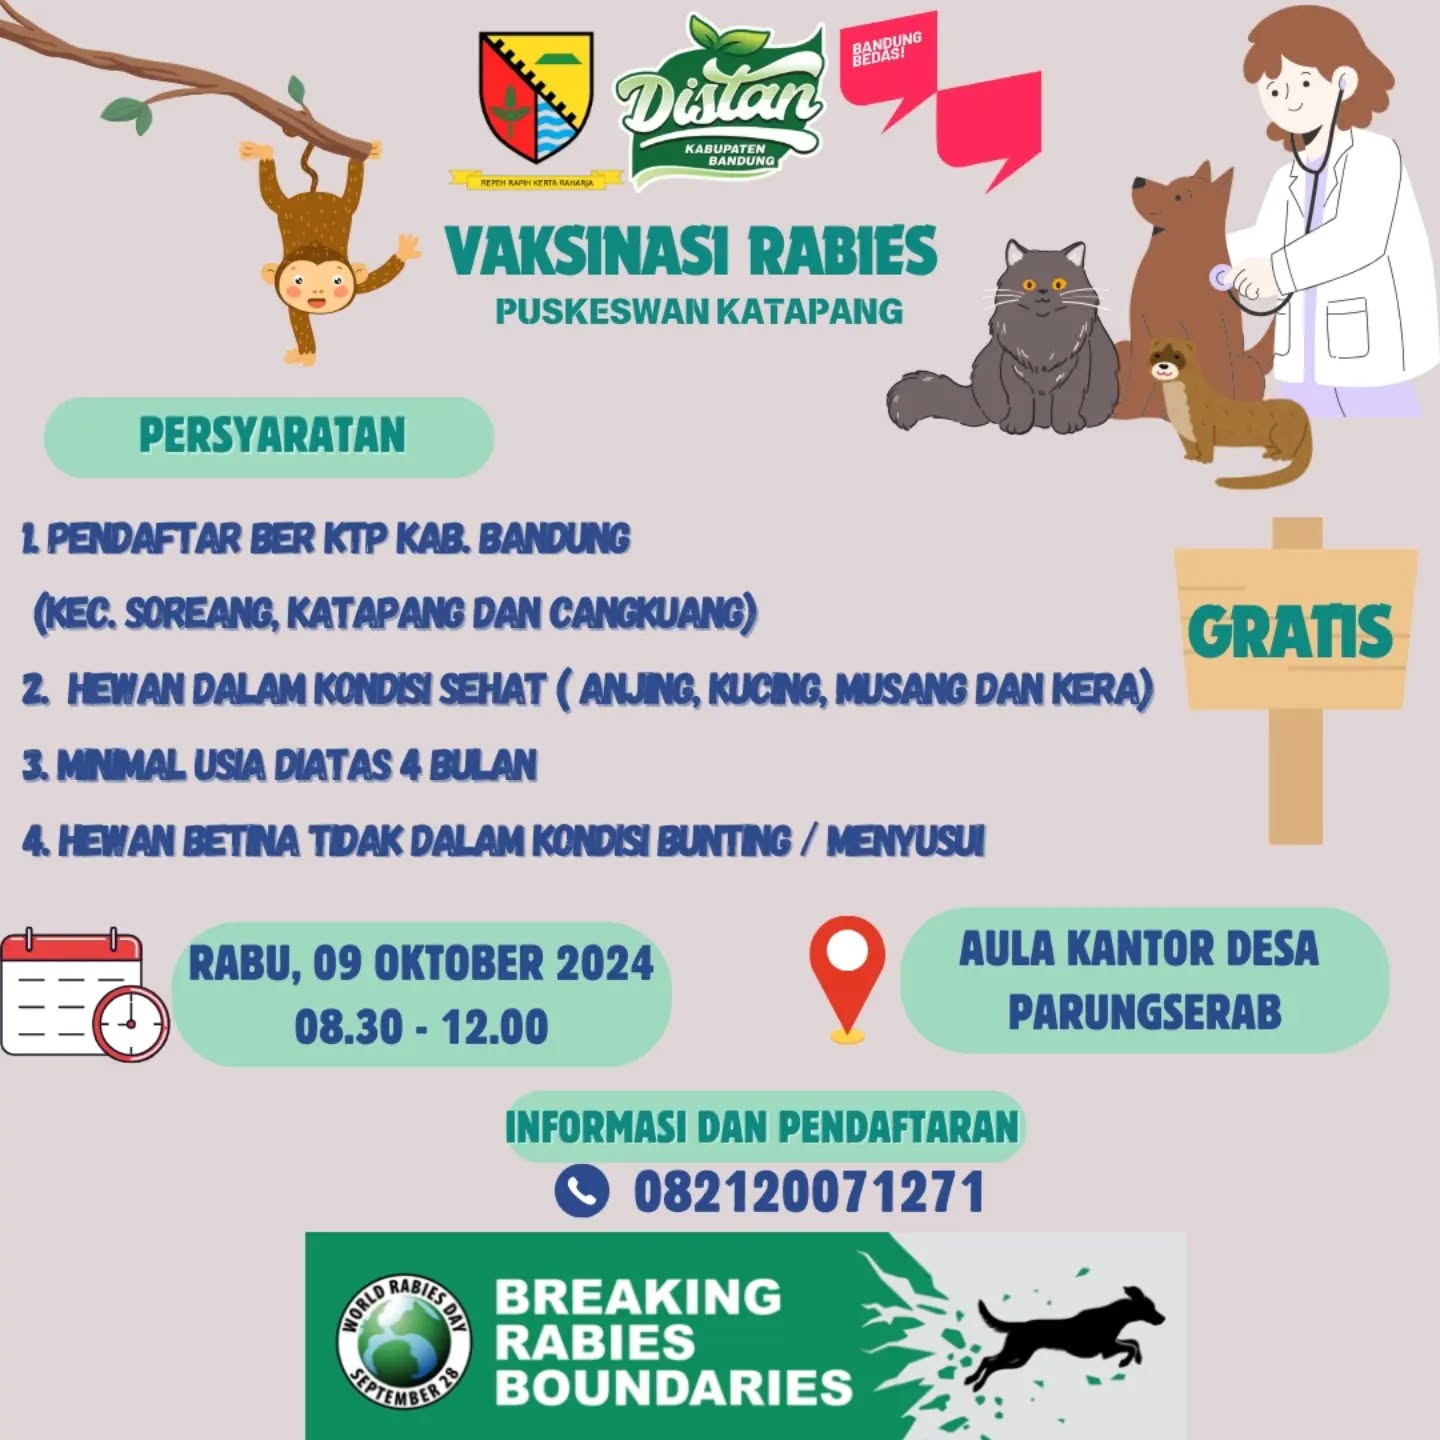 REPEH RAPIH KERTA RAHARJA
Distan
KABUPATEN
BANDUNG
BANDUNG
BEDAS!
VAKSINASI RABIES
PUSKESWAN KATAPANG
PERSYARATAN
1. PENDAFTAR BER KTP KAB. BANDUNG
(KEC. SOREANG, KATAPANG DAN CANGKUANG)
2. HEWAN DALAM KONDISI SEHAT ( ANJING, KUCING, MUSANG DAN KERA)
3. MINIMAL USIA DIATAS 4 BULAN
4. HEWAN BETINA TIDAK DALAM KONDISI BUNTING / MENYUSUI
GRATIS
RABU, 09 OKTOBER 2024
08.30 - 12.00
AULA KANTOR DESA
PARUNGSERAB
INFORMASI DAN PENDAFTARAN
082120071271
WORLD RABIES DAY
SEPTEMBER 28
BREAKING
RABIES
BOUNDARIES